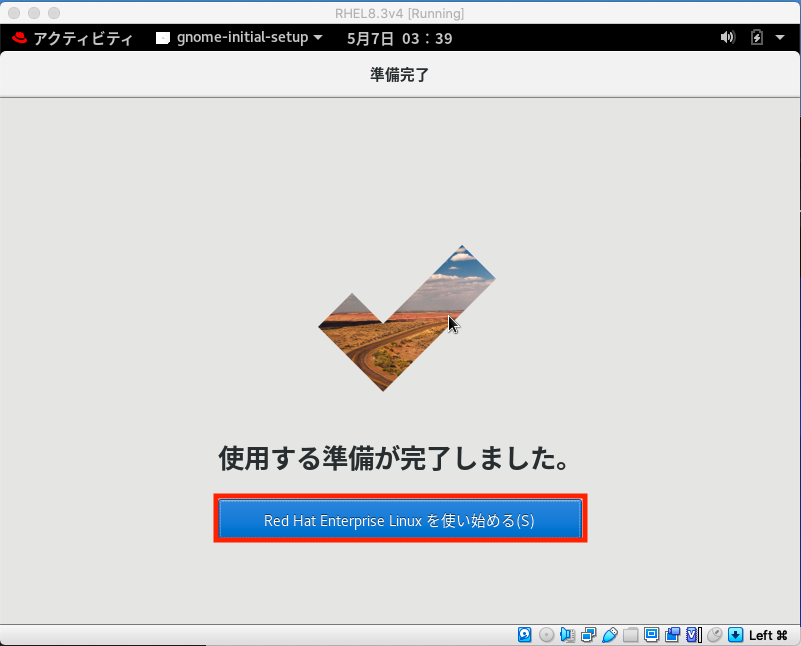 RHEL8.3v4 [Running]
アクティビティ gnome-initial-setup 5月7日 03：39
準備完了
使用する準備が完了しました。
Red Hat Enterprise Linux を使い始める(S)
Left ⌘